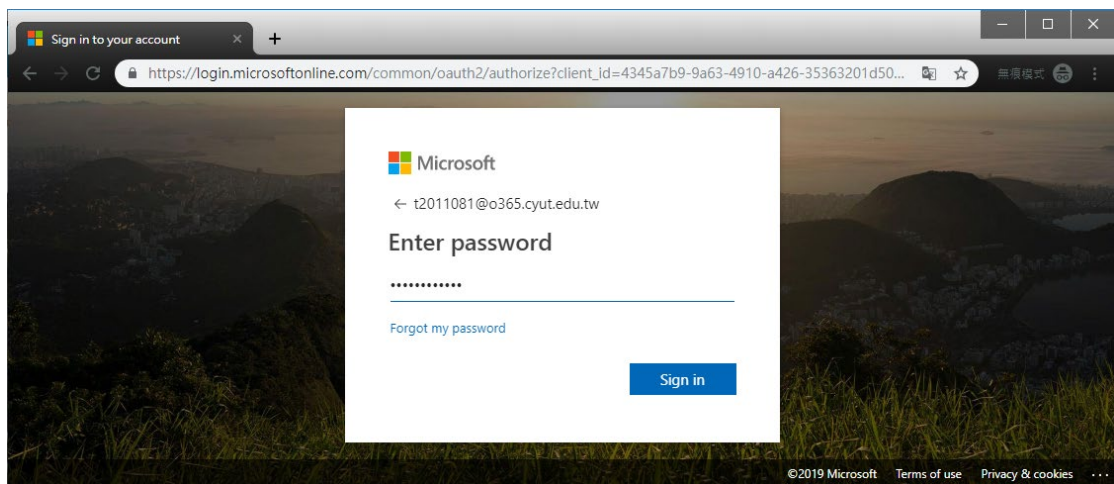 Sign in to your account
https://login.microsoftonline.com/common/oauth2/authorize?client_id=4345a7b9-9a63-4910-a426-35363201d50...
無痕模式
Microsoft
t2011081@o365.cyut.edu.tw
Enter password
••••••••••••
Forgot my password
Sign in
©2019 Microsoft Terms of use Privacy & cookies ...